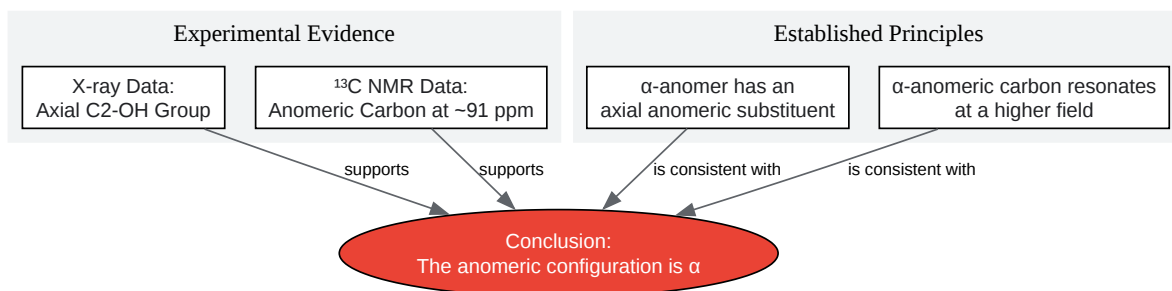 Experimental Evidence
Established Principles
X-ray Data:
Axial C2-OH Group
¹³C NMR Data:
Anomeric Carbon at ~91 ppm
α-anomer has an
axial anomeric substituent
α-anomeric carbon resonates
at a higher field
supports
supports
is consistent with
is consistent with
Conclusion:
The anomeric configuration is α